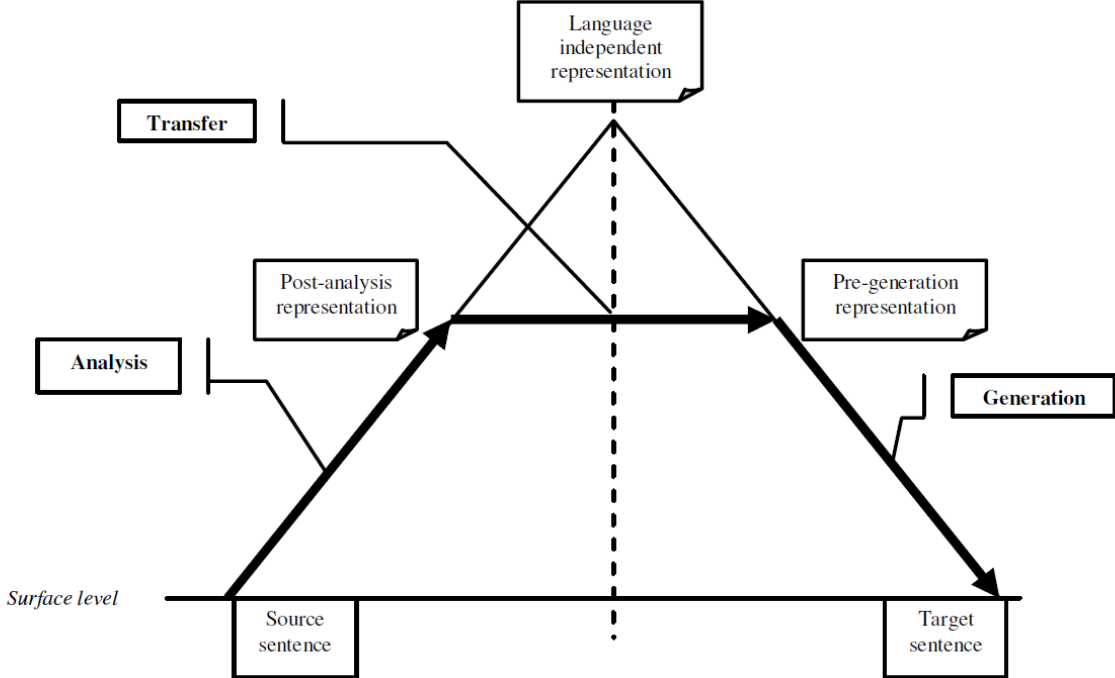 Language
independent
representation
Transfer
Post-analysis
representation
Pre-generation
representation
Analysis
Generation
Surface level
Source
sentence
Target
sentence